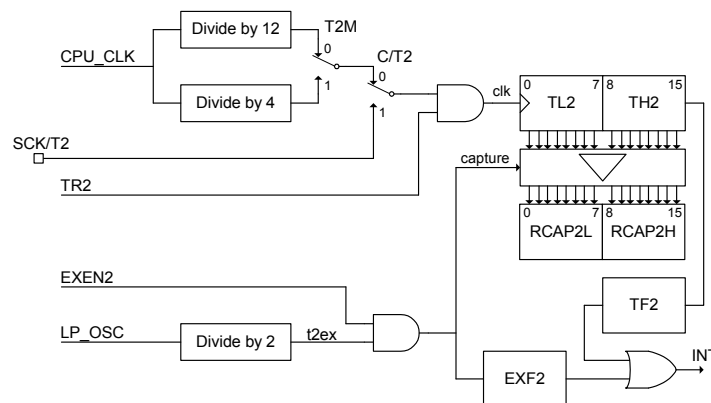 T2M
Divide by 12
CPU_CLK
0
C/T2
1
0
Divide by 4
1
clk
0 7 8 15
TL2 TH2
SCK/T2
capture
TR2
0 7 8 15
RCAP2L RCAP2H
EXEN2
TF2
LP_OSC
Divide by 2
t2ex
INT
EXF2